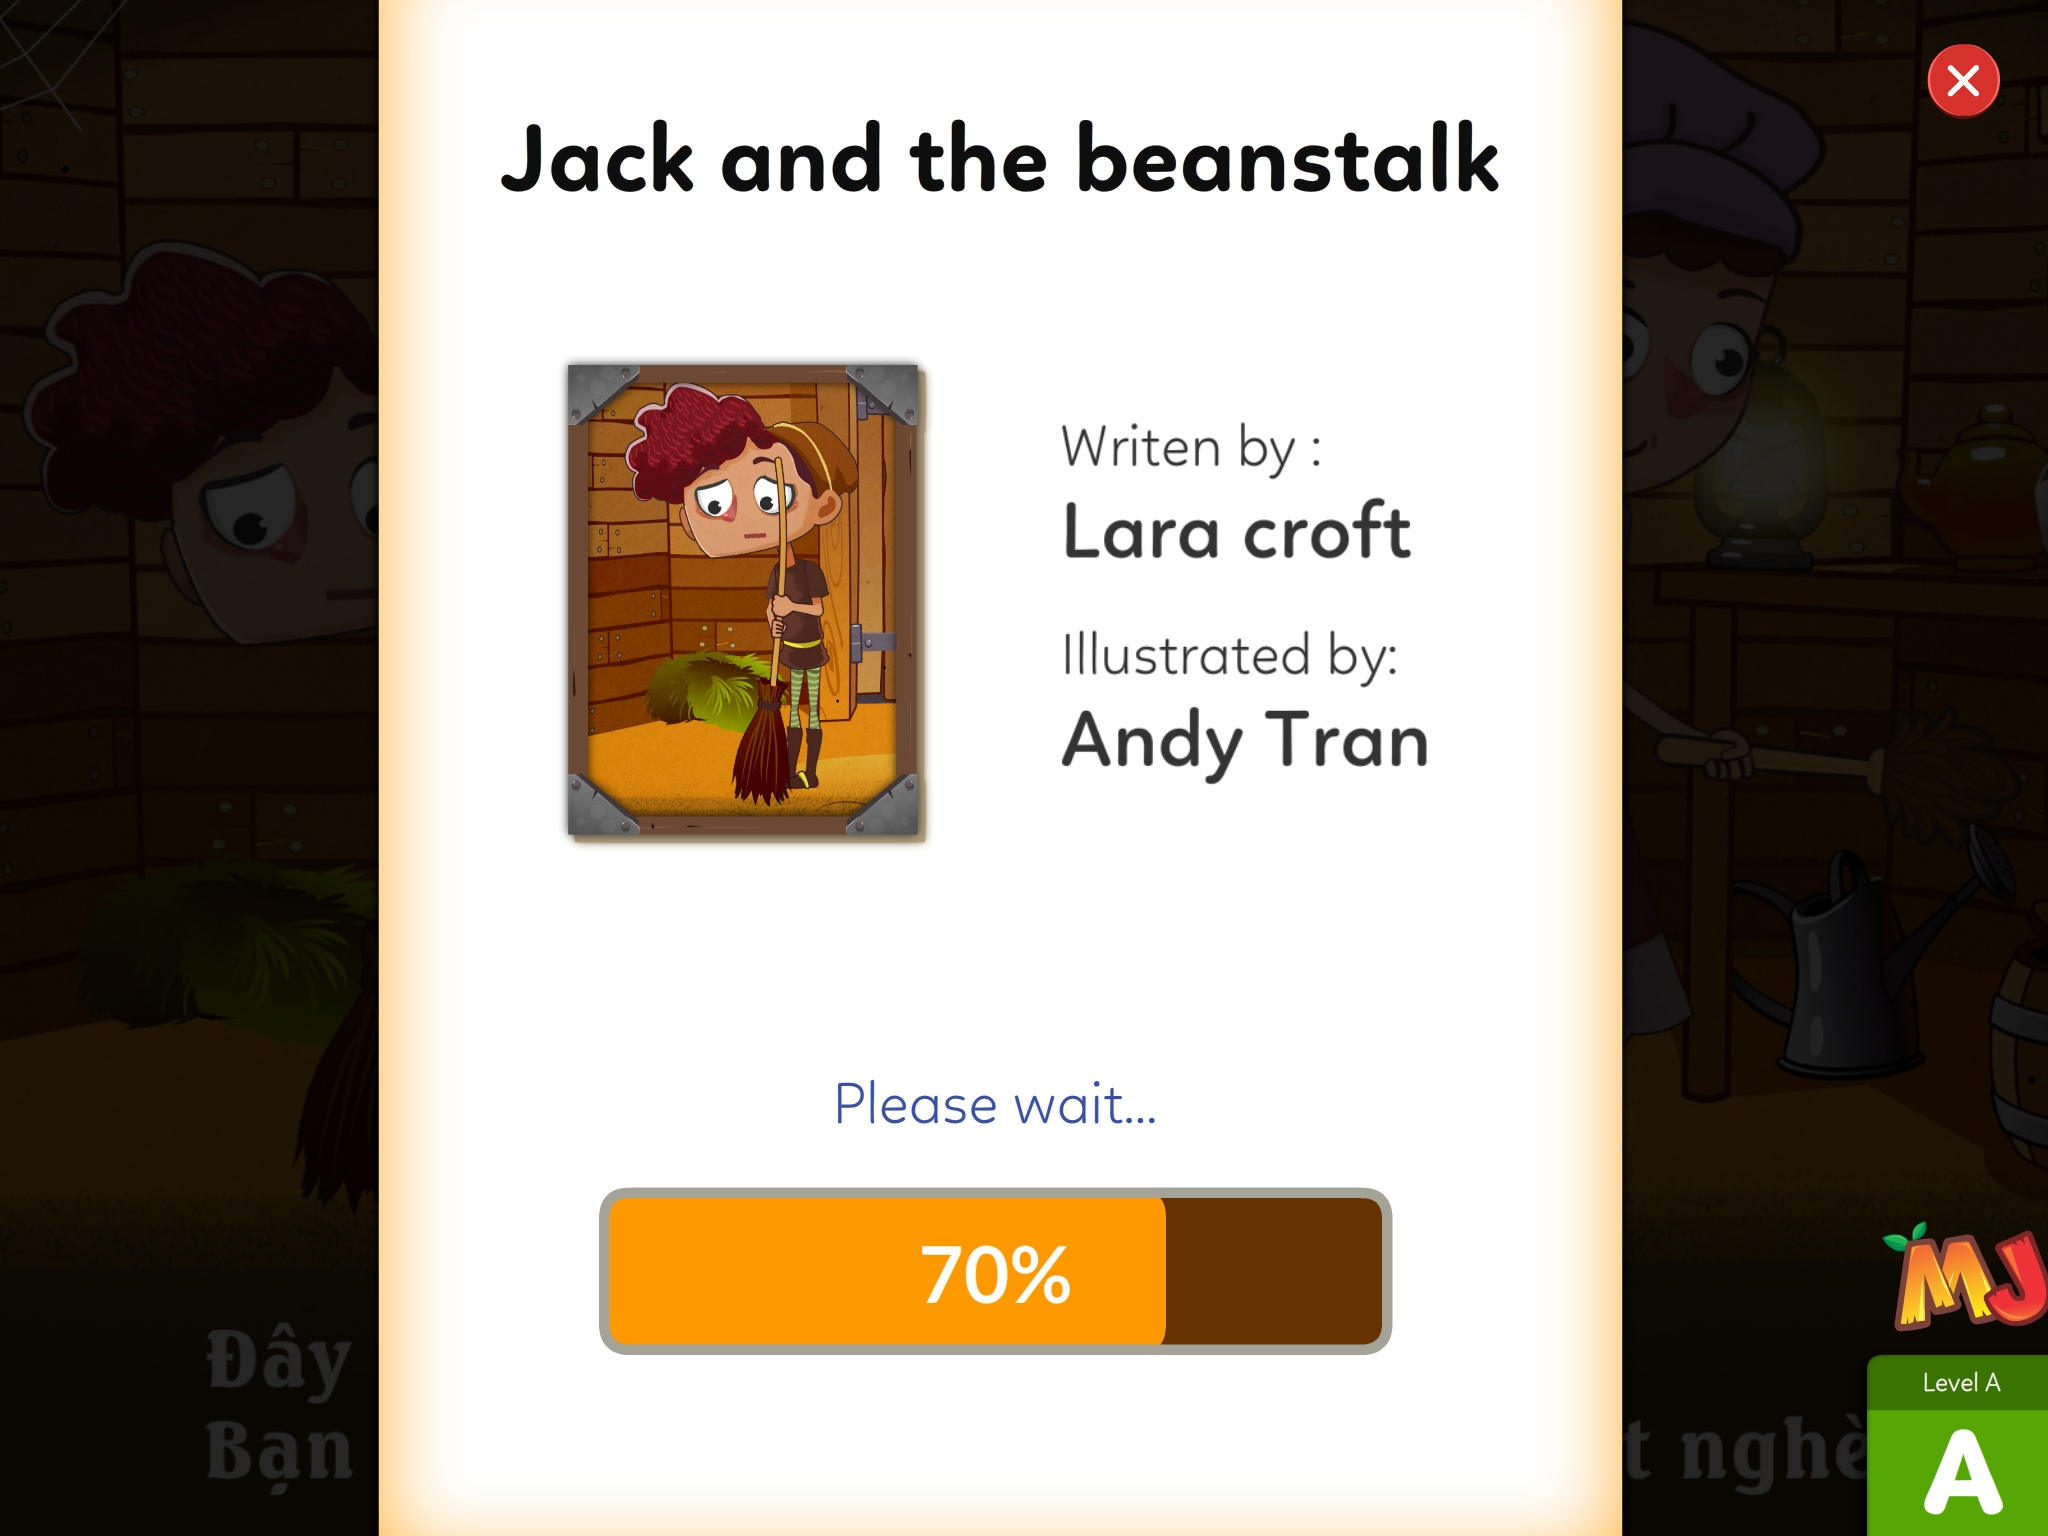 Jack and the beanstalk
Writen by :
Lara croft
Illustrated by:
Andy Tran
Please wait...
70%
MJ
Level A
A
Đây
Bạn
t nghè